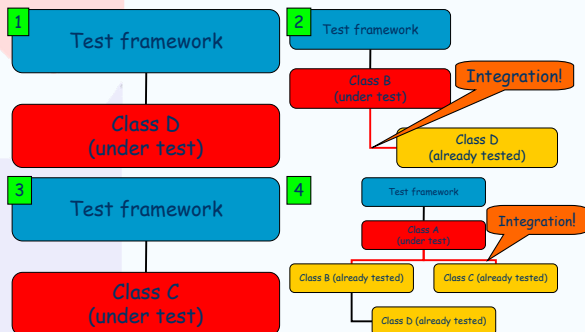 1
Test framework
Class D
(under test)
2
Test framework
Class B
(under test)
Integration!
Class D
(already tested)
3
Test framework
Class C
(under test)
4
Test framework
Class A
(under test)
Integration!
Class B (already tested)
Class C (already tested)
Class D (already tested)